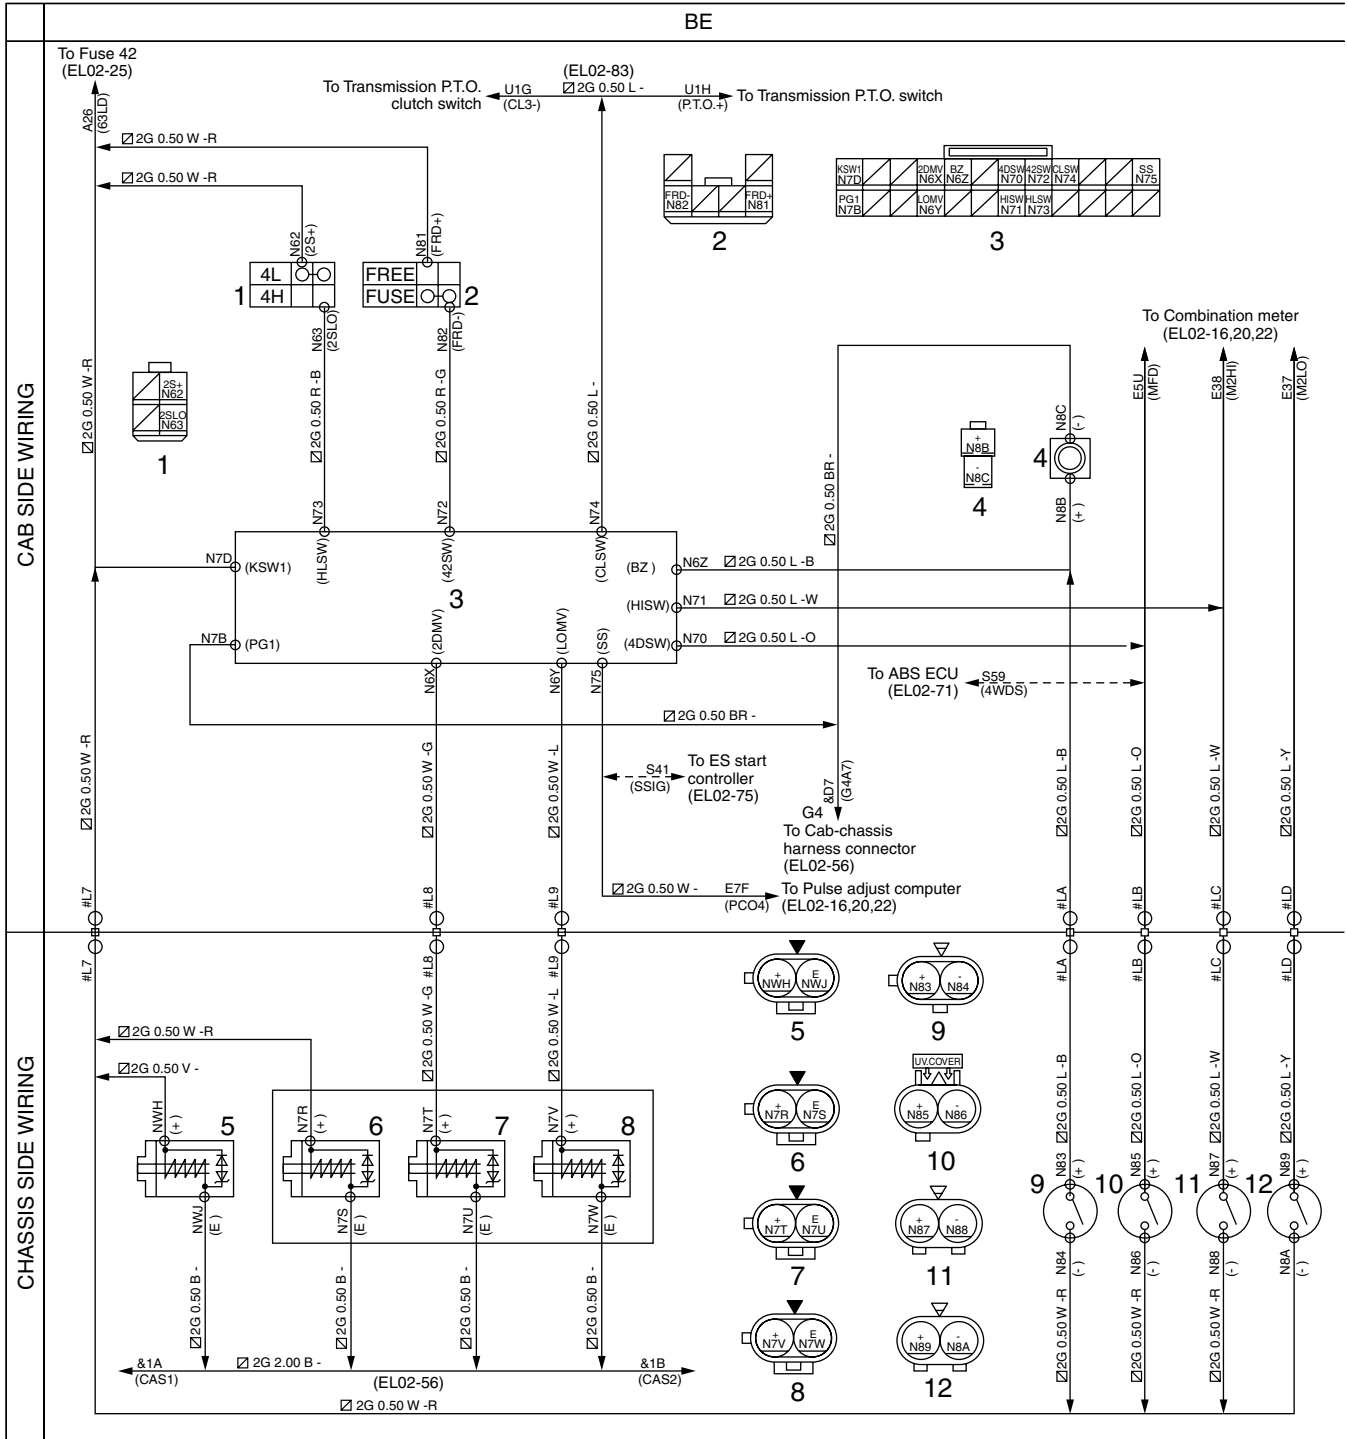 BE
CAB SIDE WIRING
CHASSIS SIDE WIRING
To Fuse 42
(EL02-25)
A26
(63LD)
2G 0.50 W -R
2G 0.50 W -R
To Transmission P.T.O.
clutch switch
U1G
(CL3-)
(EL02-83)
2G 0.50 L -
U1H
(P.T.O.+)
To Transmission P.T.O. switch
FRD-
N82
FRD+
N81
2
KSW1
N7D
2DMV
N6X
BZ
N6Z
4DSW
N70
42SW
N72
CLSW
N74
SS
N75
PG1
N7B
LOMV
N6Y
HISW
N71
HLSW
N73
3
N62
(2S+)
4L
4H
1
N63
(2SLO)
N81
(FRD+)
FREE
FUSE
2
N82
(FRD-)
2S+
N62
2SLO
N63
1
2G 0.50 W -R
2G 0.50 R -B
2G 0.50 R -G
2G 0.50 L -
To Combination meter
(EL02-16,20,22)
E5U
(MFD)
E38
(M2HI)
E37
(M2LO)
2G 0.50 BR -
+
N8B
-
N8C
4
N8C
(-)
4
N8B
(+)
N73
(HLSW)
N72
(42SW)
N74
(CLSW)
N7D
(KSW1)
N7B
(PG1)
3
(BZ )
N6Z
2G 0.50 L -B
(HISW)
N71
2G 0.50 L -W
(4DSW)
N70
2G 0.50 L -O
(2DMV)
N6X
(LOMV)
N6Y
(SS)
N75
To ABS ECU
(EL02-71)
S59
(4WDS)
2G 0.50 BR -
2G 0.50 W -R
2G 0.50 W -G
2G 0.50 W -L
S41
(SSIG)
To ES start
controller
(EL02-75)
&D7
(G4A7)
G4
To Cab-chassis
harness connector
(EL02-56)
2G 0.50 W -
E7F
(PCO4)
To Pulse adjust computer
(EL02-16,20,22)
2G 0.50 L -B
2G 0.50 L -O
2G 0.50 L -W
2G 0.50 L -Y
#L7
#L8
#L9
#LA
#LB
#LC
#LD
#L7
#L8
#L9
#LA
#LB
#LC
#LD
2G 0.50 W -R
2G 0.50 V -
2G 0.50 W -G
2G 0.50 W -L
+
NWH
E
NWJ
5
+
N83
-
N84
9
+
N7R
E
N7S
6
UV.COVER
+
N85
-
N86
10
+
N7T
E
N7U
7
+
N87
-
N88
11
+
N7V
E
N7W
8
+
N89
-
N8A
12
NWH
(+)
5
NWJ
(E )
N7R
(+)
6
N7S
(E )
N7T
(+)
7
N7U
(E )
N7V
(+)
8
N7W
(E )
2G 0.50 B -
2G 0.50 B -
2G 0.50 B -
2G 0.50 B -
2G 0.50 L -B
2G 0.50 L -O
2G 0.50 L -W
2G 0.50 L -Y
N83
(+)
9
N84
(-)
N85
(+)
10
N86
(-)
N87
(+)
11
N88
(-)
N89
(+)
12
N8A
(-)
2G 0.50 W -R
2G 0.50 W -R
2G 0.50 W -R
&1A
(CAS1)
2G 2.00 B -
(EL02-56)
&1B
(CAS2)
2G 0.50 W -R